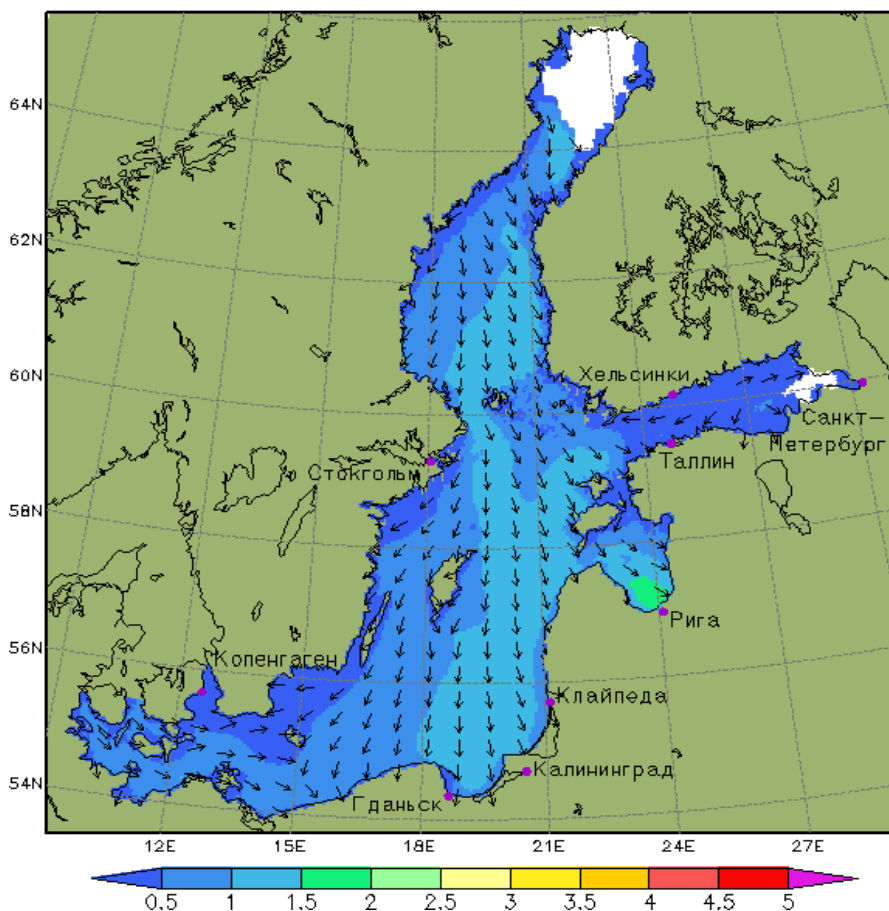 64N
62N
60N
58N
56N
54N
Хельсинки
Санкт-
Петербург
Таллин
Стокгольм
Рига
Копенгаген
Клайпеда
Калининград
Гданьск
12E 15E 18E 21E 24E 27E
0.5 1 1.5 2 2.5 3 3.5 4 4.5 5